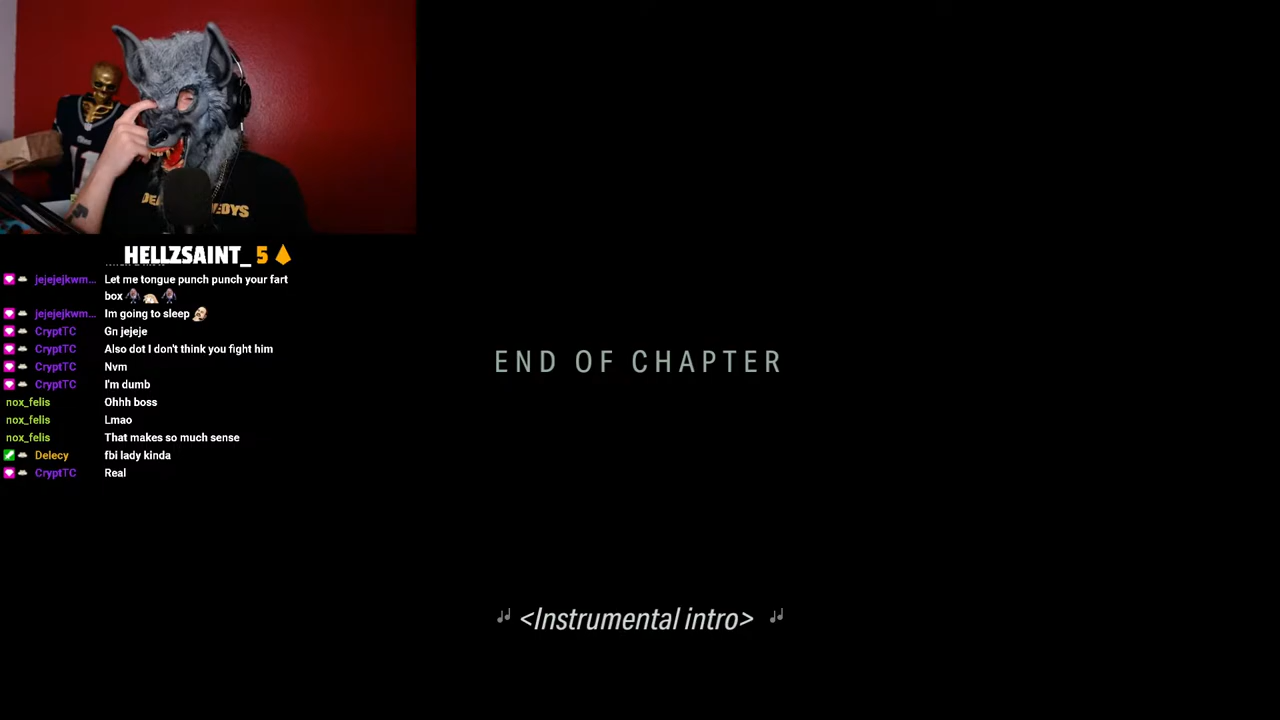 HELLZSAINT_ 5
jejejejkwm... Let me tongue punch punch your fart
box
jejejejkwm... Im going to sleep
CryptTC Gn jejeje
CryptTC Also dot I don't think you fight him
CryptTC Nvm
CryptTC I'm dumb
nox_felis Ohhh boss
nox_felis Lmao
nox_felis That makes so much sense
Delecy fbi lady kinda
CryptTC Real
END OF CHAPTER
<Instrumental intro>